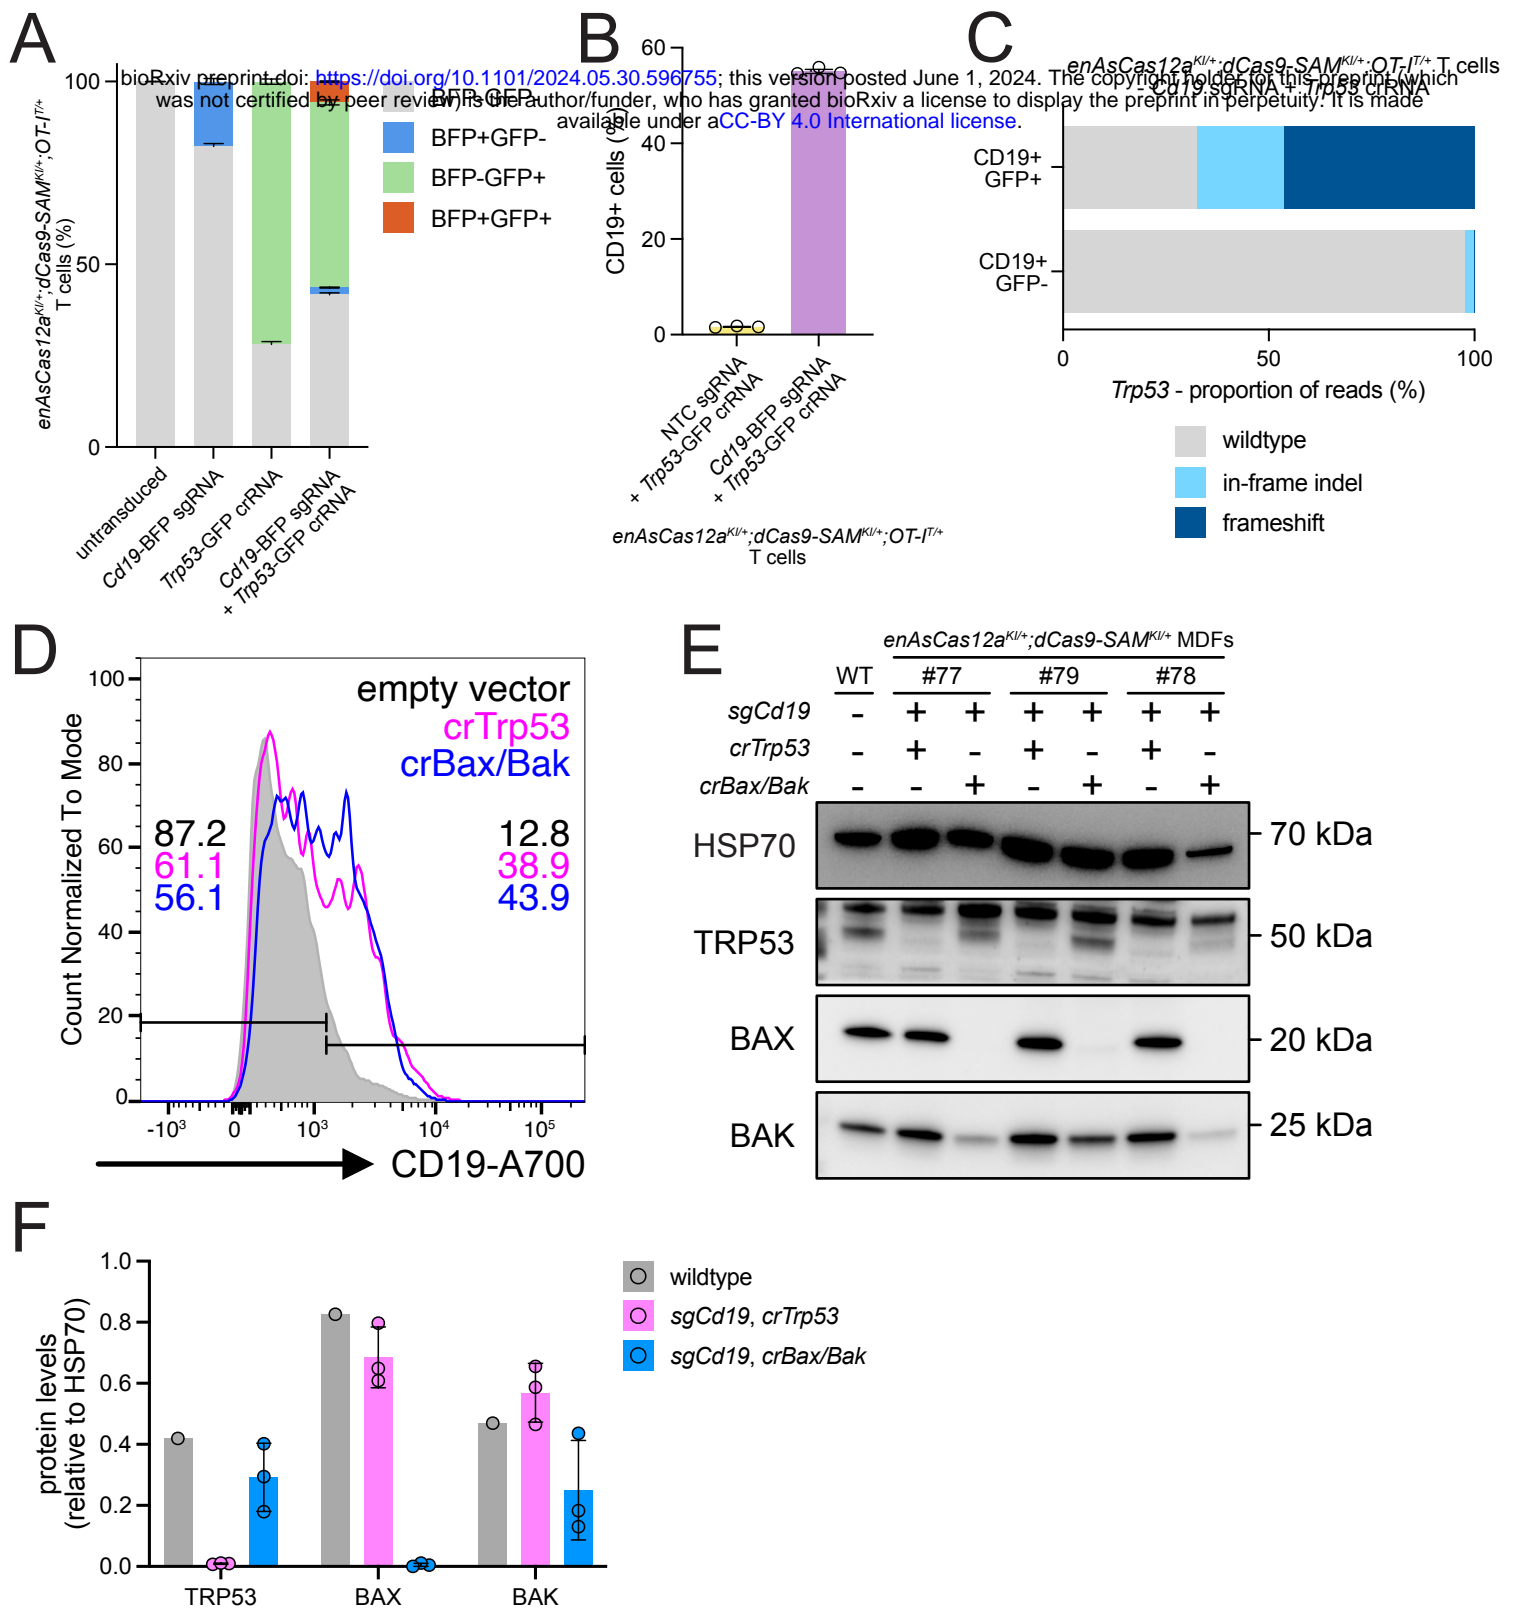 A
B
C
bioRxiv preprint doi: https://doi.org/10.1101/2024.05.30.596755; this version posted June 1, 2024. The copyright holder for this preprint (which
was not certified by peer review) is the author/funder, who has granted bioRxiv a license to display the preprint in perpetuity. It is made
available under aCC-BY 4.0 International license.
enAsCas12aKI/+;dCas9-SAMKI/+;OT-IT/+
T cells (%)
100
50
0
untransduced
Cd19-BFP sgRNA
Trp53-GFP crRNA
Cd19-BFP sgRNA
+ Trp53-GFP crRNA
BFP-GFP-
BFP+GFP-
BFP-GFP+
BFP+GFP+
CD19+ cells (%)
60
40
20
0
NTC sgRNA
+ Trp53-GFP crRNA
Cd19-BFP sgRNA
+ Trp53-GFP crRNA
enAsCas12aKI/+;dCas9-SAMKI/+;OT-IT/+
T cells
enAsCas12aKI/+;dCas9-SAMKI/+;OT-IT/+ T cells
- Cd19 sgRNA + Trp53 crRNA
CD19+
GFP+
CD19+
GFP-
0 50 100
Trp53 - proportion of reads (%)
wildtype
in-frame indel
frameshift
D
Count Normalized To Mode
100
80
60
40
20
0
empty vector
crTrp53
crBax/Bak
87.2 12.8
61.1 38.9
56.1 43.9
-10³ 0 10³ 10⁴ 10⁵
CD19-A700
E
enAsCas12aKI/+;dCas9-SAMKI/+ MDFs
WT #77 #79 #78
sgCd19 - + + + + + +
crTrp53 - + - + - + -
crBax/Bak - - + - + - +
HSP70 70 kDa
TRP53 50 kDa
BAX 20 kDa
BAK 25 kDa
F
protein levels
(relative to HSP70)
1.0
0.8
0.6
0.4
0.2
0.0
TRP53 BAX BAK
wildtype
sgCd19, crTrp53
sgCd19, crBax/Bak